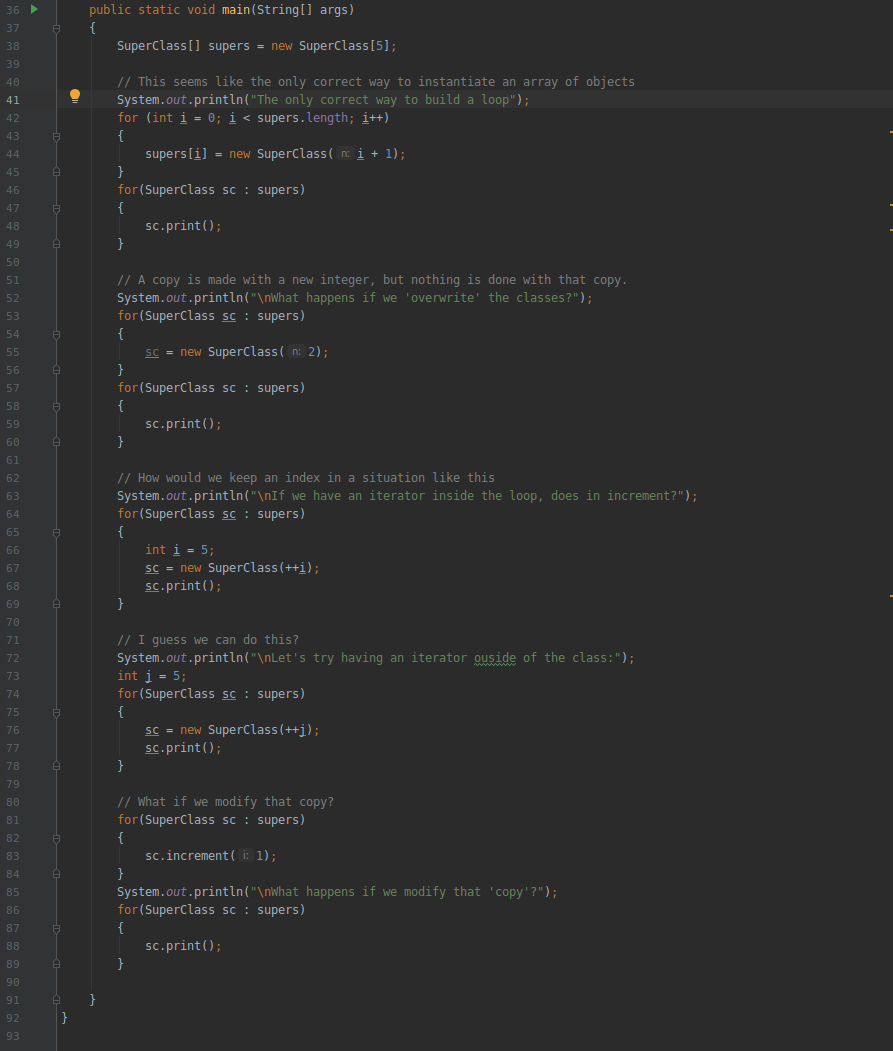 36 public static void main(String[] args)
37 {
38 SuperClass[] supers = new SuperClass[5];
39
40 // This seems like the only correct way to instantiate an array of objects
41 System.out.println("The only correct way to build a loop");
42 for (int i = 0; i < supers.length; i++)
43 {
44 supers[i] = new SuperClass( n: i + 1);
45 }
46 for(SuperClass sc : supers)
47 {
48 sc.print();
49 }
50
51 // A copy is made with a new integer, but nothing is done with that copy.
52 System.out.println("\nWhat happens if we 'overwrite' the classes?");
53 for(SuperClass sc : supers)
54 {
55 sc = new SuperClass( n: 2);
56 }
57 for(SuperClass sc : supers)
58 {
59 sc.print();
60 }
61
62 // How would we keep an index in a situation like this
63 System.out.println("\nIf we have an iterator inside the loop, does in increment?");
64 for(SuperClass sc : supers)
65 {
66 int i = 5;
67 sc = new SuperClass(++i);
68 sc.print();
69 }
70
71 // I guess we can do this?
72 System.out.println("\nLet's try having an iterator ouside of the class:");
73 int j = 5;
74 for(SuperClass sc : supers)
75 {
76 sc = new SuperClass(++j);
77 sc.print();
78 }
79
80 // What if we modify that copy?
81 for(SuperClass sc : supers)
82 {
83 sc.increment( i: 1);
84 }
85 System.out.println("\nWhat happens if we modify that 'copy'?");
86 for(SuperClass sc : supers)
87 {
88 sc.print();
89 }
90
91 }
92 }
93